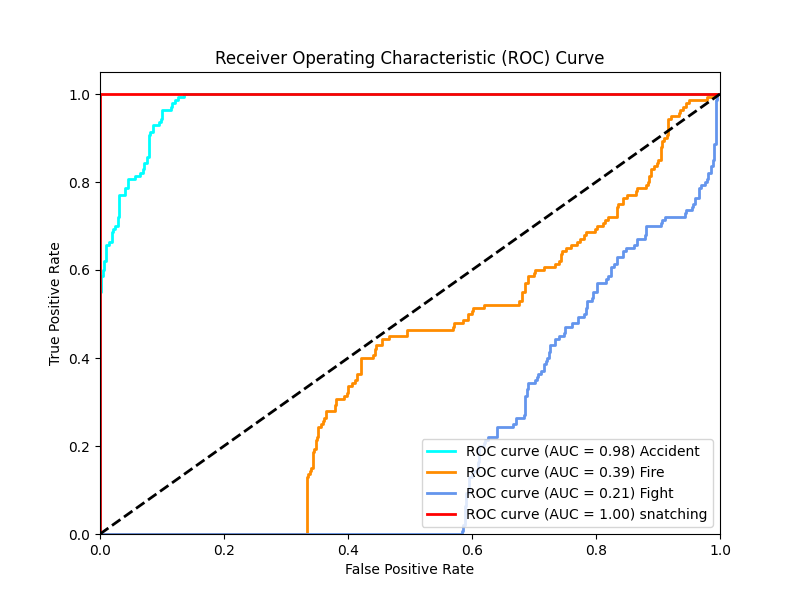 Receiver Operating Characteristic (ROC) Curve
1.0
0.8
0.6
0.4
0.2
0.0
True Positive Rate
ROC curve (AUC = 0.98) Accident
ROC curve (AUC = 0.39) Fire
ROC curve (AUC = 0.21) Fight
ROC curve (AUC = 1.00) snatching
0.0 0.2 0.4 0.6 0.8 1.0
False Positive Rate